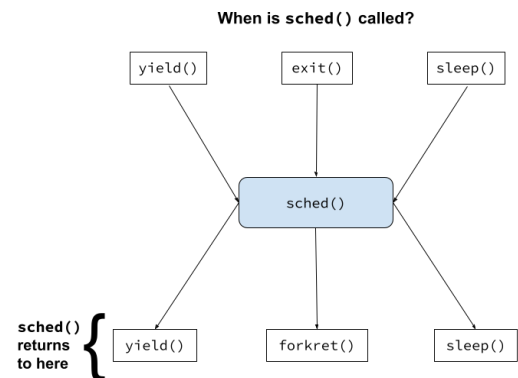 When is sched() called?
yield()
exit()
sleep()
sched()
sched()
returns
to here
yield()
forkret()
sleep()